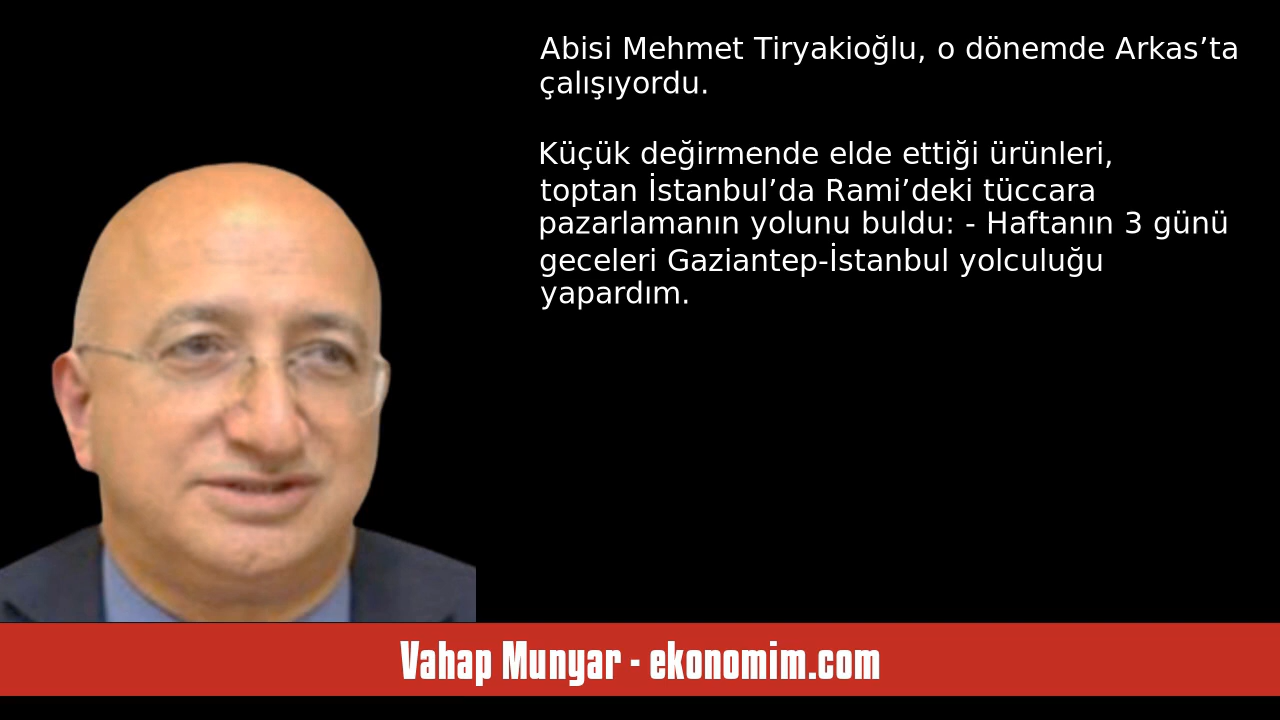 Abisi Mehmet Tiryakioğlu, o dönemde Arkas’ta
çalışıyordu.
Küçük değirmende elde ettiği ürünleri,
toptan İstanbul’da Rami’deki tüccara
pazarlamanın yolunu buldu: - Haftanın 3 günü
geceleri Gaziantep-İstanbul yolculuğu
yapardım.
Vahap Munyar - ekonomim.com